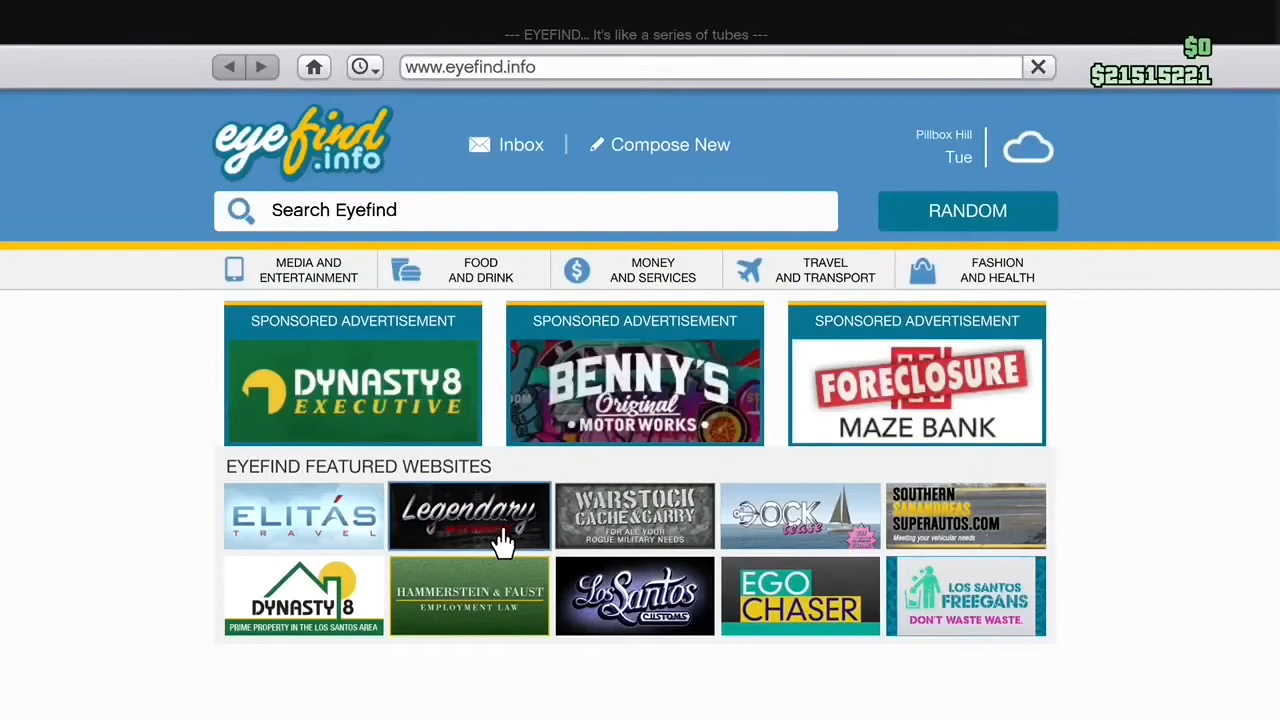 --- EYEFIND... It's like a series of tubes ---
$0
www.eyefind.info
$21515221
eyefind.info
Inbox
Compose New
Pillbox Hill
Tue
Search Eyefind
RANDOM
MEDIA AND
ENTERTAINMENT
FOOD
AND DRINK
MONEY
AND SERVICES
TRAVEL
AND TRANSPORT
FASHION
AND HEALTH
SPONSORED ADVERTISEMENT
SPONSORED ADVERTISEMENT
SPONSORED ADVERTISEMENT
DYNASTY 8
EXECUTIVE
BENNY'S
Original
MOTOR WORKS
FORECLOSURE
MAZE BANK
EYEFIND FEATURED WEBSITES
ELITÁS
TRAVEL
Legendary
WARSTOCK
CACHE & CARRY
FOR ALL YOUR
ROGUE MILITARY NEEDS
DOCK
tease
SOUTHERN
SANANDREAS
SUPERAUTOS.COM
Meeting your vehicular needs
DYNASTY 8
PRIME PROPERTY IN THE LOS SANTOS AREA
HAMMERSTEIN & FAUST
EMPLOYMENT LAW
Los Santos
CUSTOMS
EGO
CHASER
LOS SANTOS
FREEGANS
DON'T WASTE WASTE.